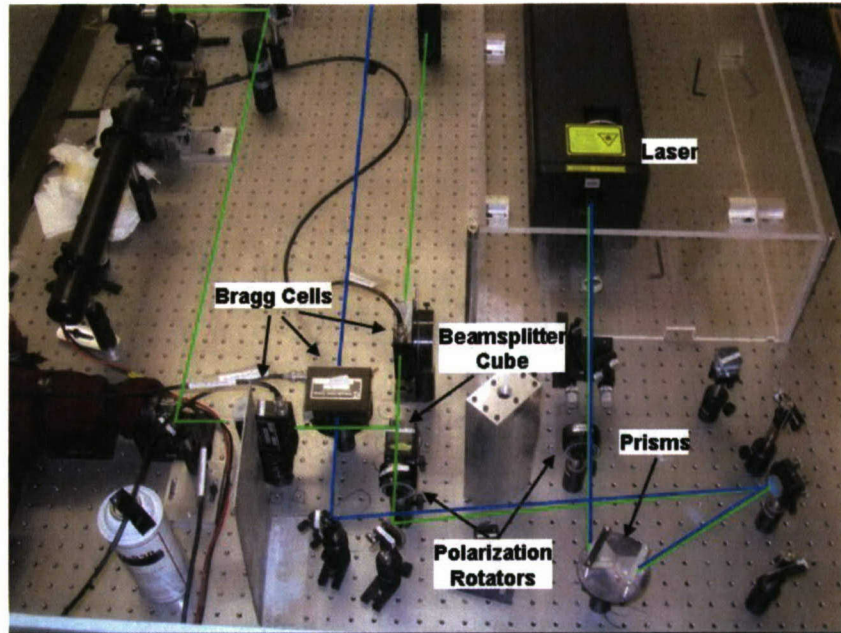 Laser
Bragg Cells
Beamsplitter
Cube
Prisms
Polarization
Rotators